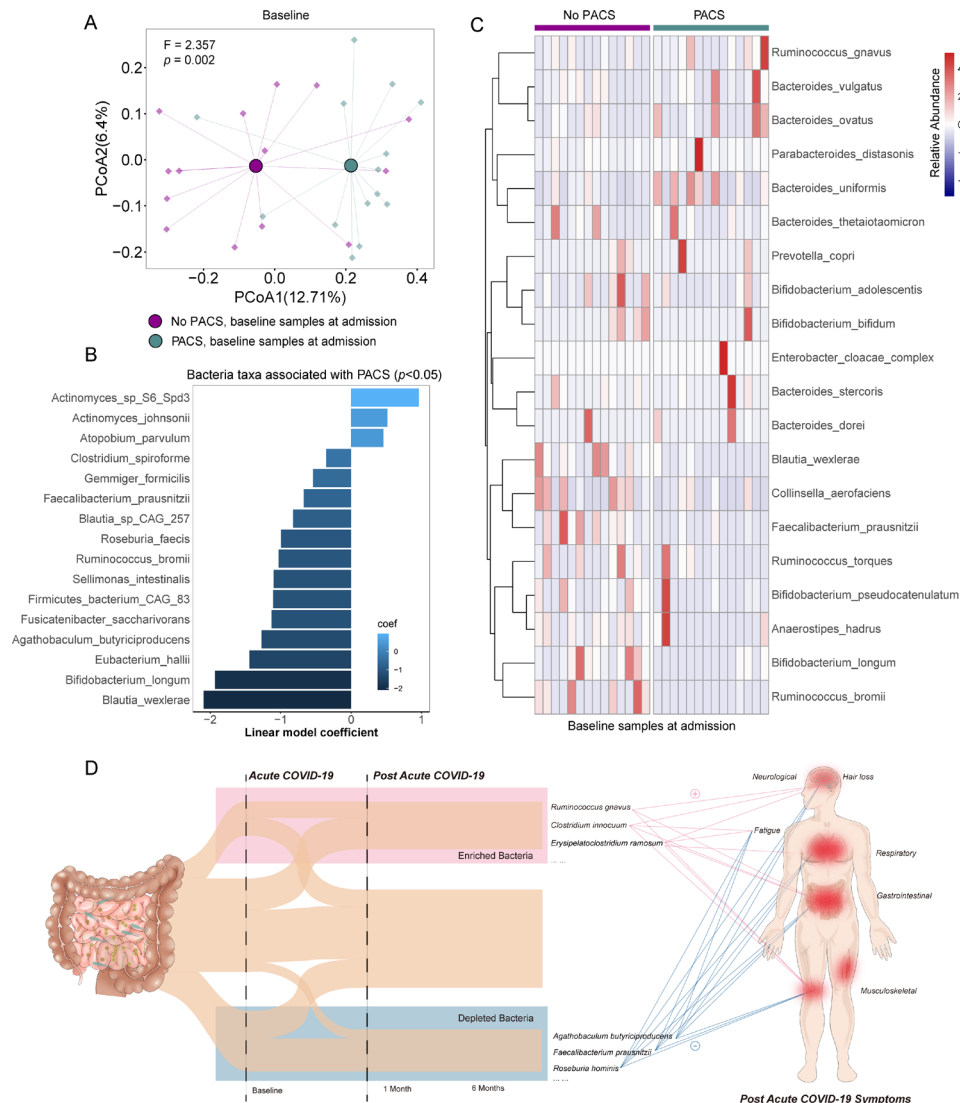 A
Baseline
F = 2.357
p = 0.002
0.2
0.1
0.0
−0.1
−0.2
PCoA2(6.4%)
−0.2
0.0
0.2
0.4
PCoA1(12.71%)
No PACS, baseline samples at admission
PACS, baseline samples at admission
B
Bacteria taxa associated with PACS (p<0.05)
Actinomyces_sp_S6_Spd3
Actinomyces_johnsonii
Atopobium_parvulum
Clostridium_spiroforme
Gemmiger_formicilis
Faecalibacterium_prausnitzii
Blautia_sp_CAG_257
Roseburia_faecis
Ruminococcus_bromii
Sellimonas_intestinalis
Firmicutes_bacterium_CAG_83
Fusicatenibacter_saccharivorans
Agathobaculum_butyriciproducens
Eubacterium_hallii
Bifidobacterium_longum
Blautia_wexlerae
coef
0
−1
−2
−2
−1
0
1
Linear model coefficient
C
No PACS
PACS
Ruminococcus_gnavus
Bacteroides_vulgatus
Bacteroides_ovatus
Parabacteroides_distasonis
Bacteroides_uniformis
Bacteroides_thetaiotaomicron
Prevotella_copri
Bifidobacterium_adolescentis
Bifidobacterium_bifidum
Enterobacter_cloacae_complex
Bacteroides_stercoris
Bacteroides_dorei
Blautia_wexlerae
Collinsella_aerofaciens
Faecalibacterium_prausnitzii
Ruminococcus_torques
Bifidobacterium_pseudocatenulatum
Anaerostipes_hadrus
Bifidobacterium_longum
Ruminococcus_bromii
Baseline samples at admission
Relative Abundance
4
2
0
D
Acute COVID-19
Post Acute COVID-19
Enriched Bacteria
Depleted Bacteria
Baseline
1 Month
6 Months
Ruminococcus gnavus
Clostridium innocuum
Erysipelatoclostridium ramosum
... ...
Agathobaculum butyriciproducens
Faecalibacterium prausnitzii
Roseburia hominis
... ...
+
−
Neurological
Hair loss
Fatigue
Respiratory
Gastrointestinal
Musculoskeletal
Post Acute COVID-19 Symptoms